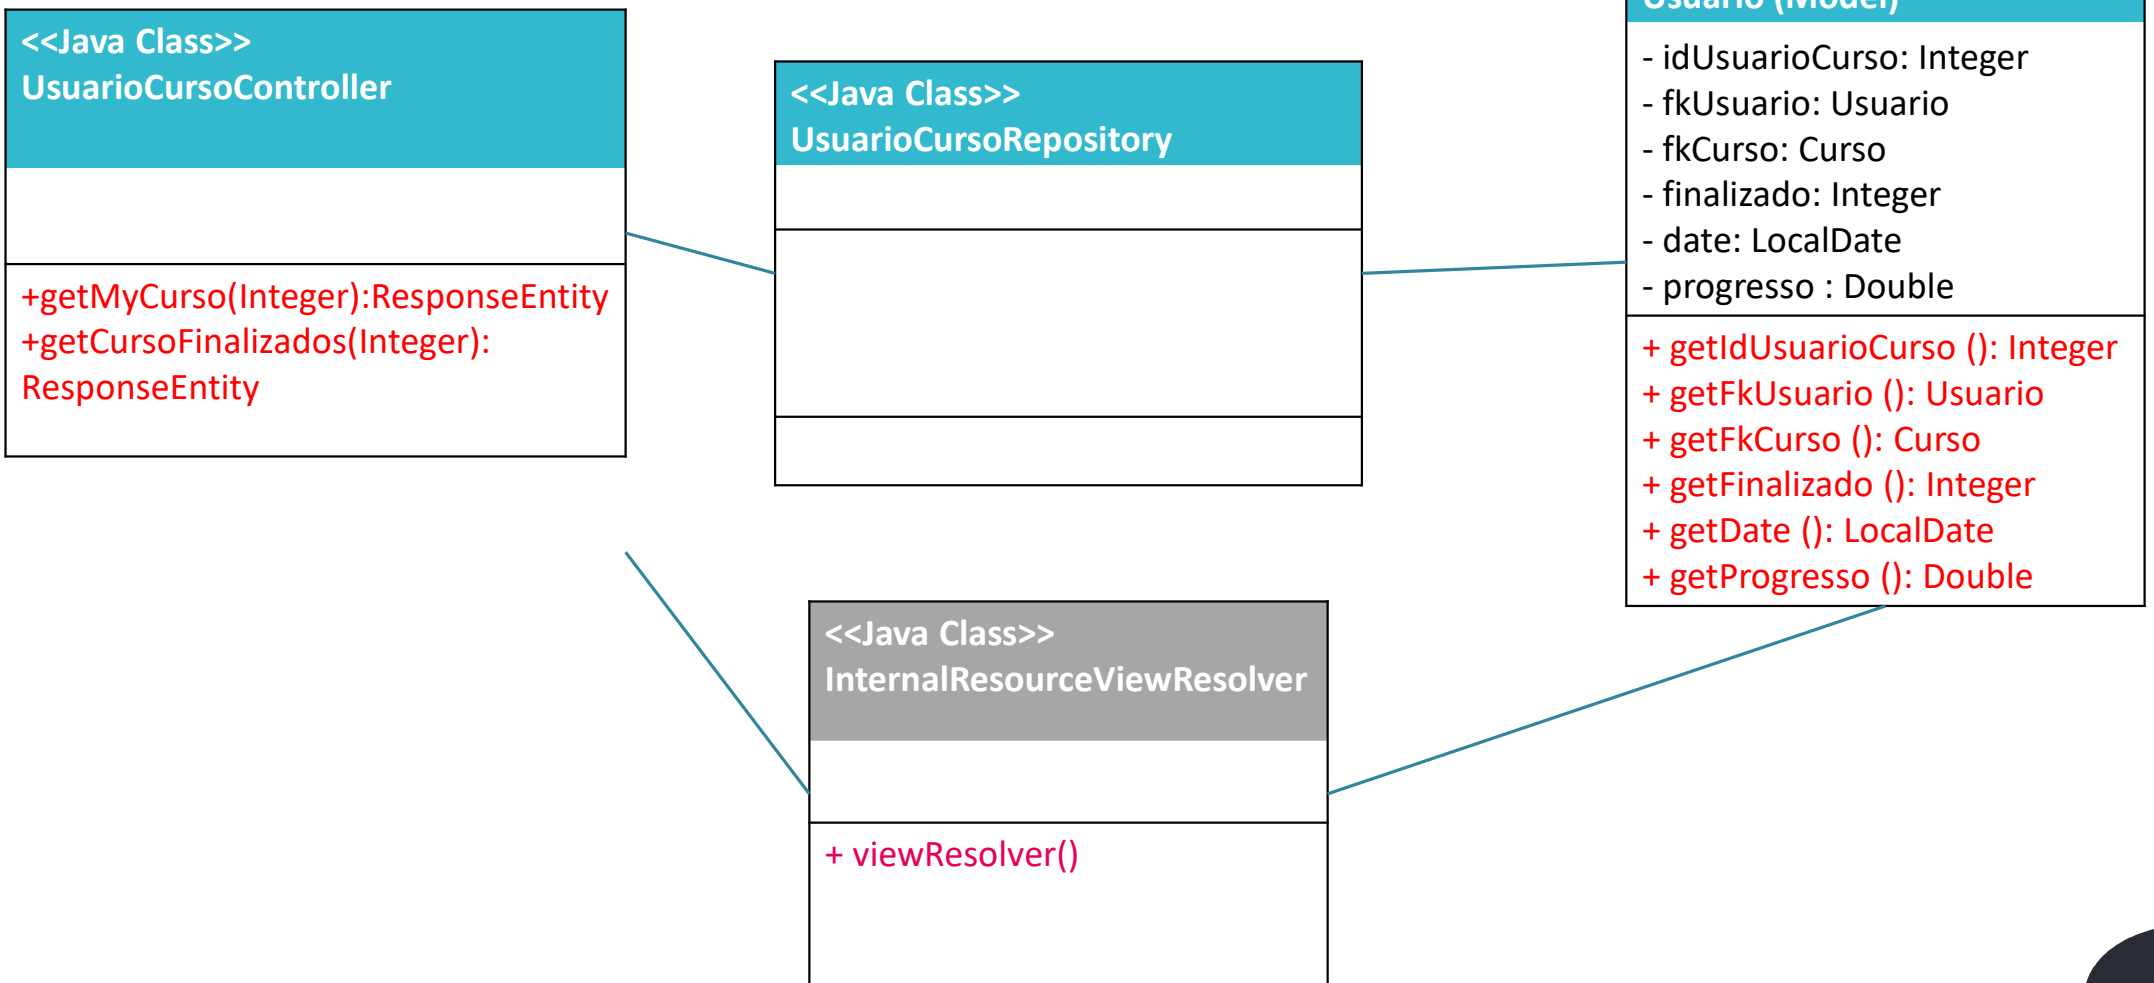 <<Java Class>>
UsuarioCursoController
+getMyCurso(Integer):ResponseEntity
+getCursoFinalizados(Integer):
ResponseEntity
<<Java Class>>
UsuarioCursoRepository
Usuario (Model)
- idUsuarioCurso: Integer
- fkUsuario: Usuario
- fkCurso: Curso
- finalizado: Integer
- date: LocalDate
- progresso : Double
+ getIdUsuarioCurso (): Integer
+ getFkUsuario (): Usuario
+ getFkCurso (): Curso
+ getFinalizado (): Integer
+ getDate (): LocalDate
+ getProgresso (): Double
<<Java Class>>
InternalResourceViewResolver
+ viewResolver()